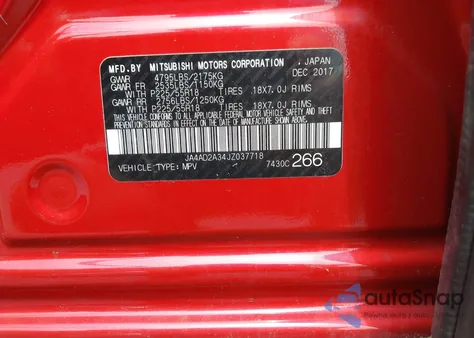 MFD.BY MITSUBISHI MOTORS CORPORATION JAPAN
GVWR 4795LBS/2175KG DEC 2017
GAWR FR 2535LBS/1150KG
WITH P225/55R18 TIRES 18X7.0J RIMS
GAWR RR 2756LBS/1250KG
WITH P225/55R18 TIRES 18X7.0J RIMS
THIS VEHICLE CONFORMS TO ALL APPLICABLE FEDERAL
MOTOR VEHICLE SAFETY, BUMPER, AND THEFT
PREVENTION STANDARDS IN EFFECT ON THE DATE OF
MANUFACTURE SHOWN ABOVE.
JA4AD2A34JZ037718
VEHICLE TYPE: MPV 7430C 266
autoSnap